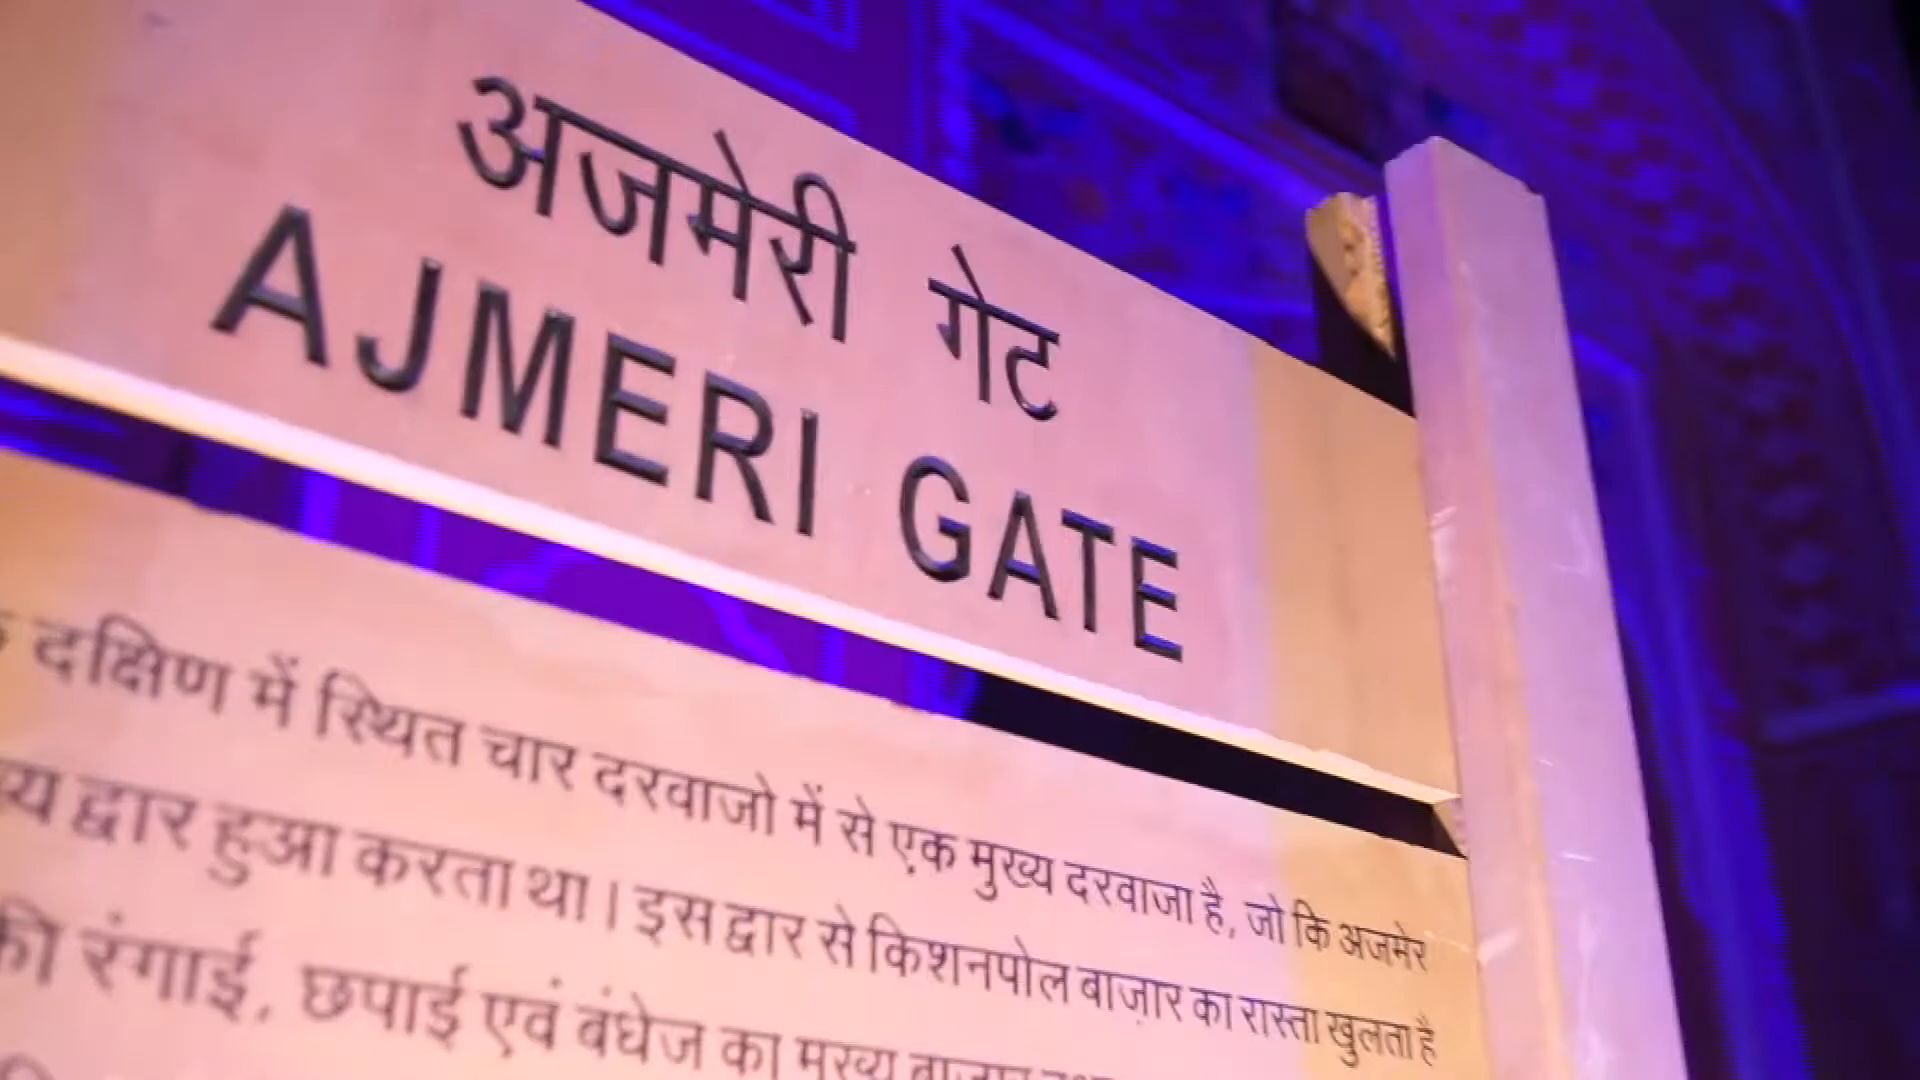 अजमेरी गेट
AJMERI GATE
दक्षिण में स्थित चार दरवाजो में से एक मुख्य दरवाजा है, जो कि अजमेर
द्वार हुआ करता था । इस द्वार से किशनपोल बाज़ार का रास्ता खुलता है
की रंगाई, छपाई एवं बंधेज का मुख्य बाजार